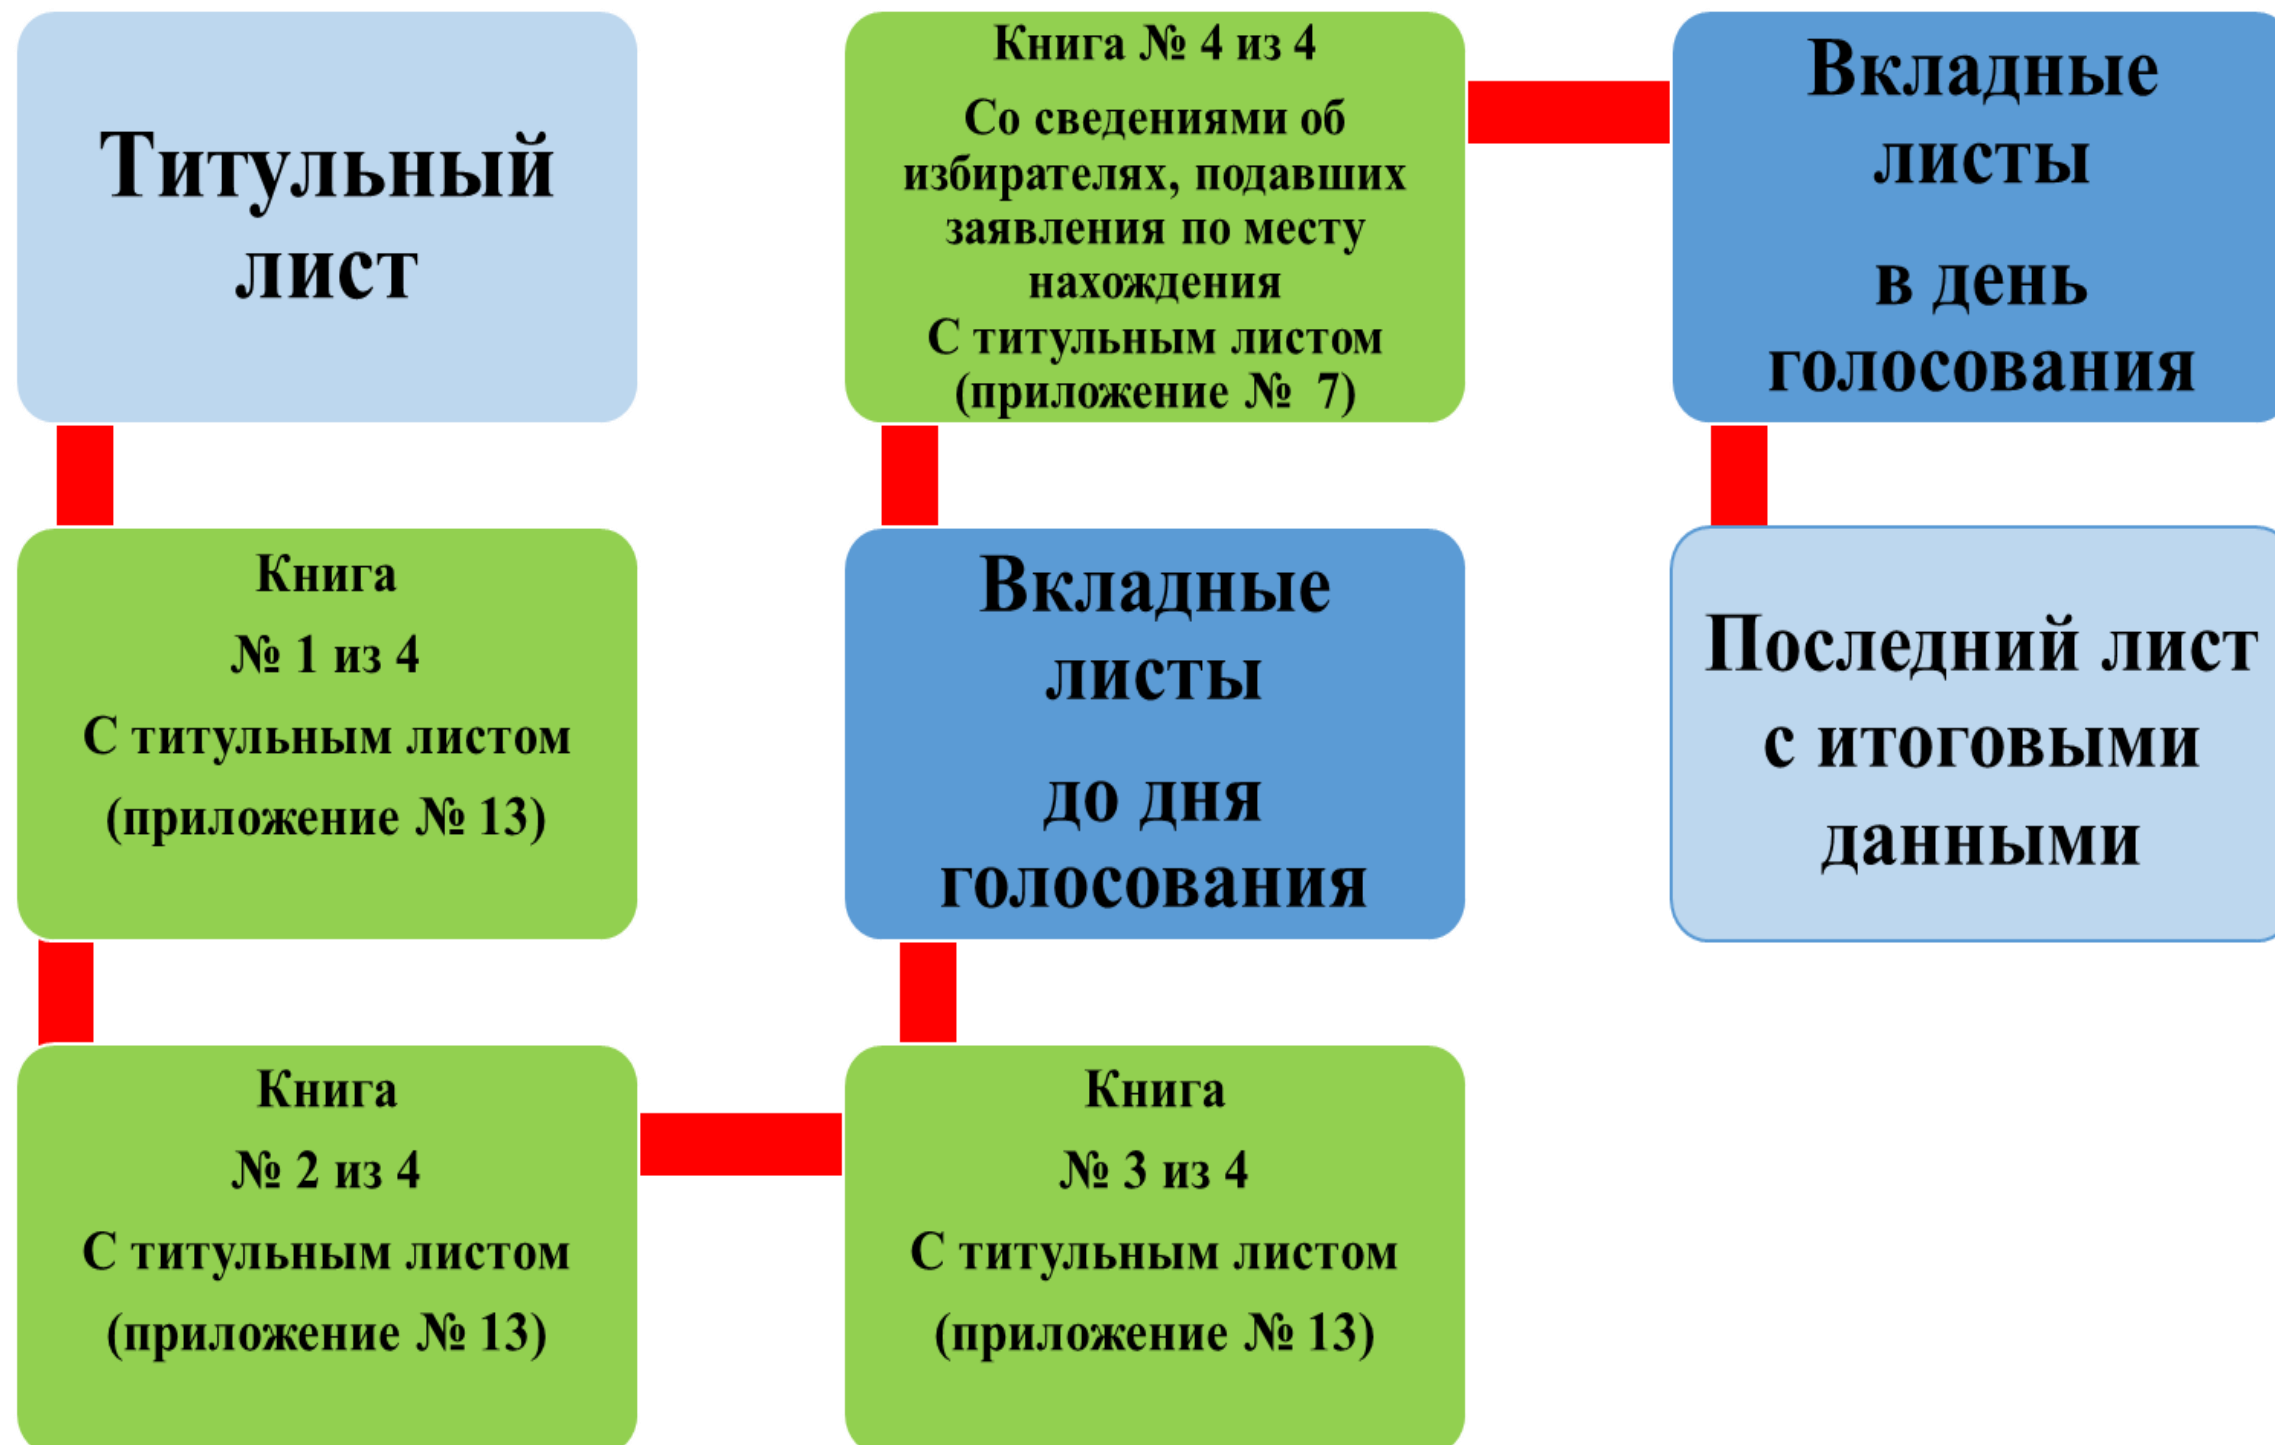 Титульный
лист
Книга
№ 1 из 4
С титульным листом
(приложение № 13)
Книга
№ 2 из 4
С титульным листом
(приложение № 13)
Книга
№ 3 из 4
С титульным листом
(приложение № 13)
Вкладные
листы
до дня
голосования
Книга № 4 из 4
Со сведениями об
избирателях, подавших
заявления по месту
нахождения
С титульным листом
(приложение № 7)
Вкладные
листы
в день
голосования
Последний лист
с итоговыми
данными